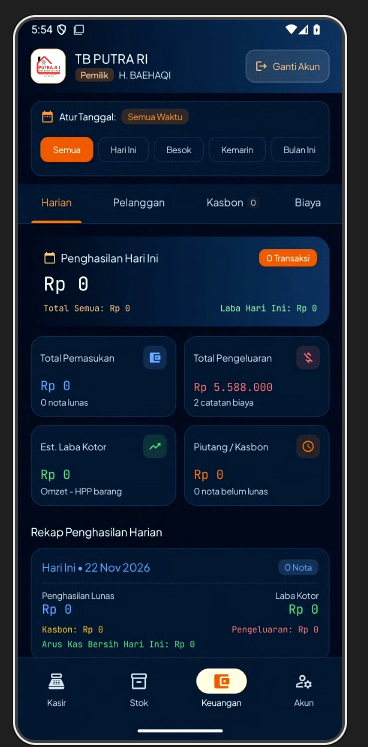 5:54
TB PUTRA RI
Pemilik H. BAEHAQI
Ganti Akun
PUTRA RI
Atur Tanggal: Semua Waktu
Semua Hari Ini Besok Kemarin Bulan Ini
Harian Pelanggan Kasbon 0 Biaya
Penghasilan Hari Ini 0 Transaksi
Rp 0
Total Semua: Rp 0 Laba Hari Ini: Rp 0
Total Pemasukan
Rp 0
0 nota lunas
Total Pengeluaran
Rp 5.588.000
2 catatan biaya
Est. Laba Kotor
Rp 0
Omzet - HPP barang
Piutang / Kasbon
Rp 0
0 nota belum lunas
Rekap Penghasilan Harian
Hari Ini • 22 Nov 2026 0 Nota
Penghasilan Lunas Laba Kotor
Rp 0 Rp 0
Kasbon: Rp 0 Pengeluaran: Rp 0
Arus Kas Bersih Hari Ini: Rp 0
Kasir Stok Keuangan Akun